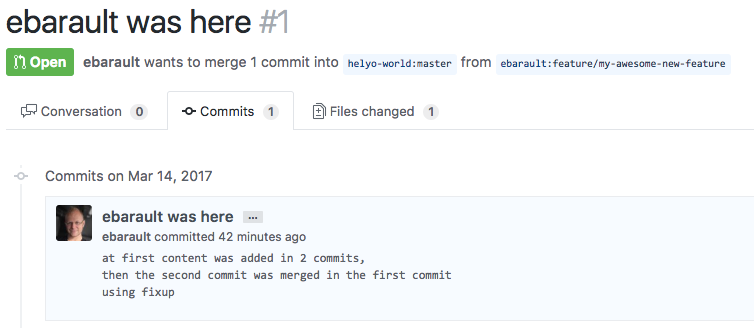 ebarault was here #1
Open ebarault wants to merge 1 commit into helyo-world:master from ebarault:feature/my-awesome-new-feature
Conversation 0 Commits 1 Files changed 1
Commits on Mar 14, 2017
ebarault was here ...
ebarault committed 42 minutes ago
at first content was added in 2 commits,
then the second commit was merged in the first commit
using fixup